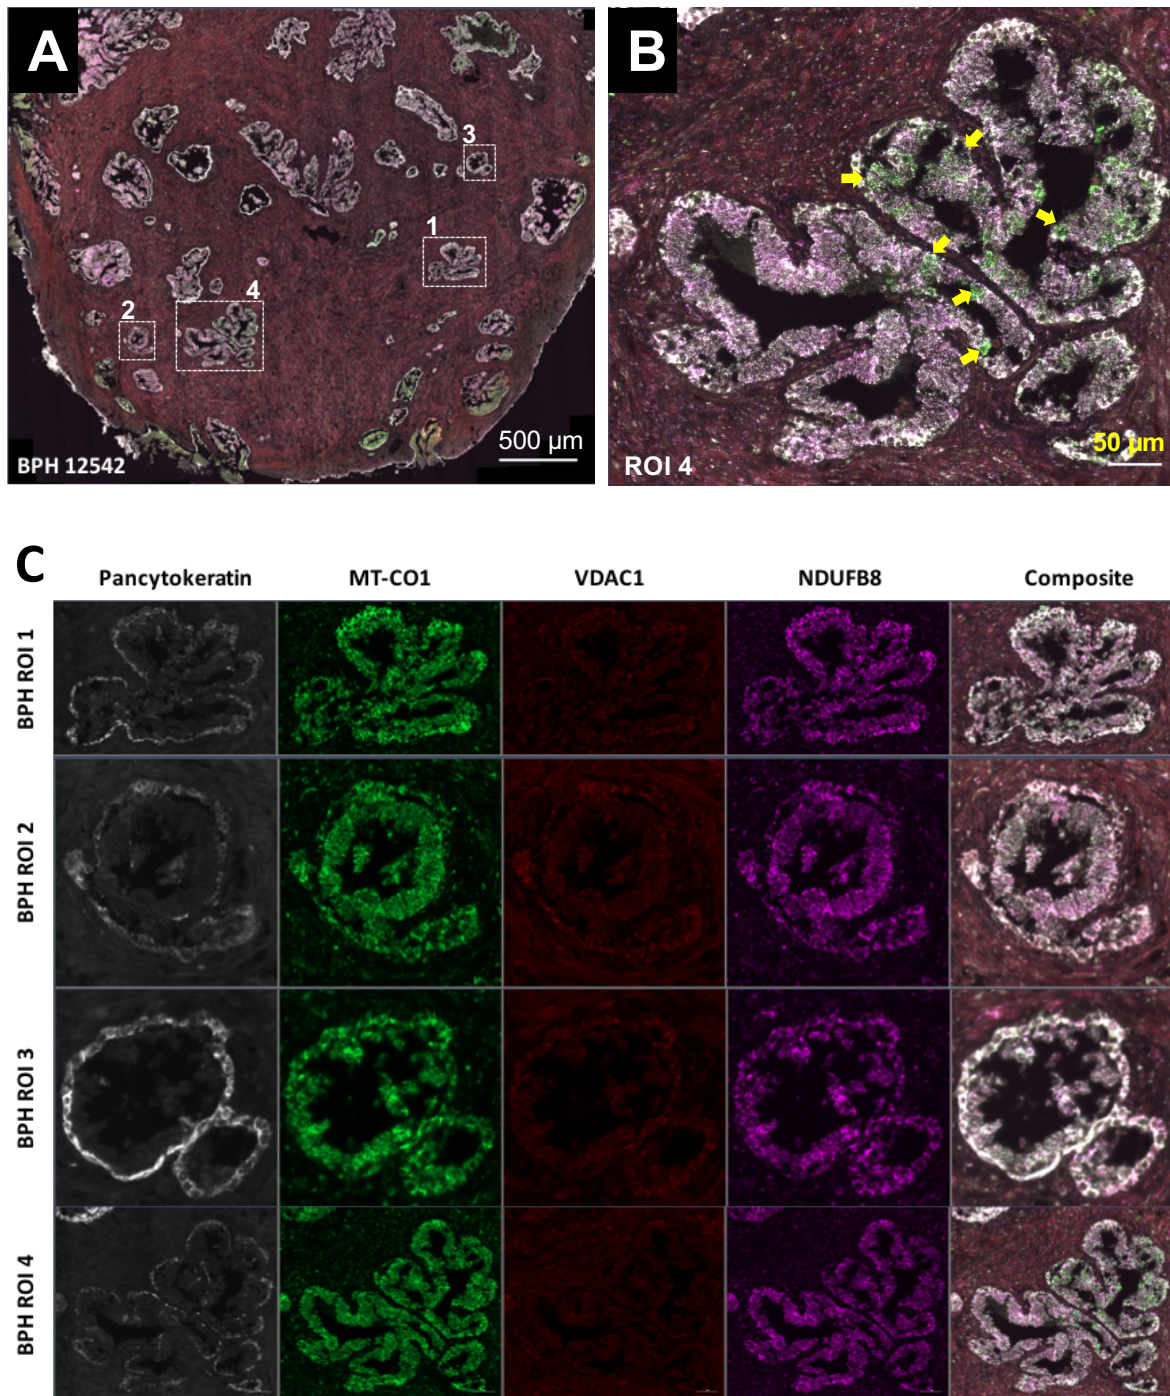 A
3
1
4
2
500 µm
BPH 12542
B
50 µm
ROI 4
C
Pancytokeratin MT-CO1 VDAC1 NDUFB8 Composite
BPH ROI 1
BPH ROI 2
BPH ROI 3
BPH ROI 4